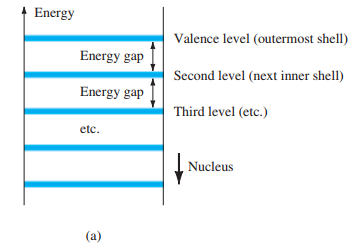 Energy
Valence level (outermost shell)
Energy gap
Second level (next inner shell)
Energy gap
Third level (etc.)
etc.
Nucleus
(a)